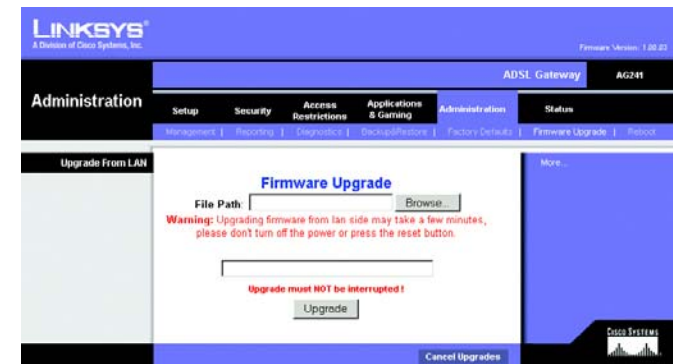 LINKSYS®
A Division of Cisco Systems, Inc.
Firmware Version: 1.00.03
ADSL Gateway AG241
Administration
Setup Security Access Restrictions Applications & Gaming Administration Status
Management | Reporting | Diagnostics | Backup&Restore | Factory Defaults | Firmware Upgrade | Reboot
Upgrade From LAN
More...
Firmware Upgrade
File Path: Browse...
Warning: Upgrading firmware from lan side may take a few minutes,
please don't turn off the power or press the reset button.
Upgrade must NOT be interrupted !
Upgrade
Cancel Upgrades
CISCO SYSTEMS